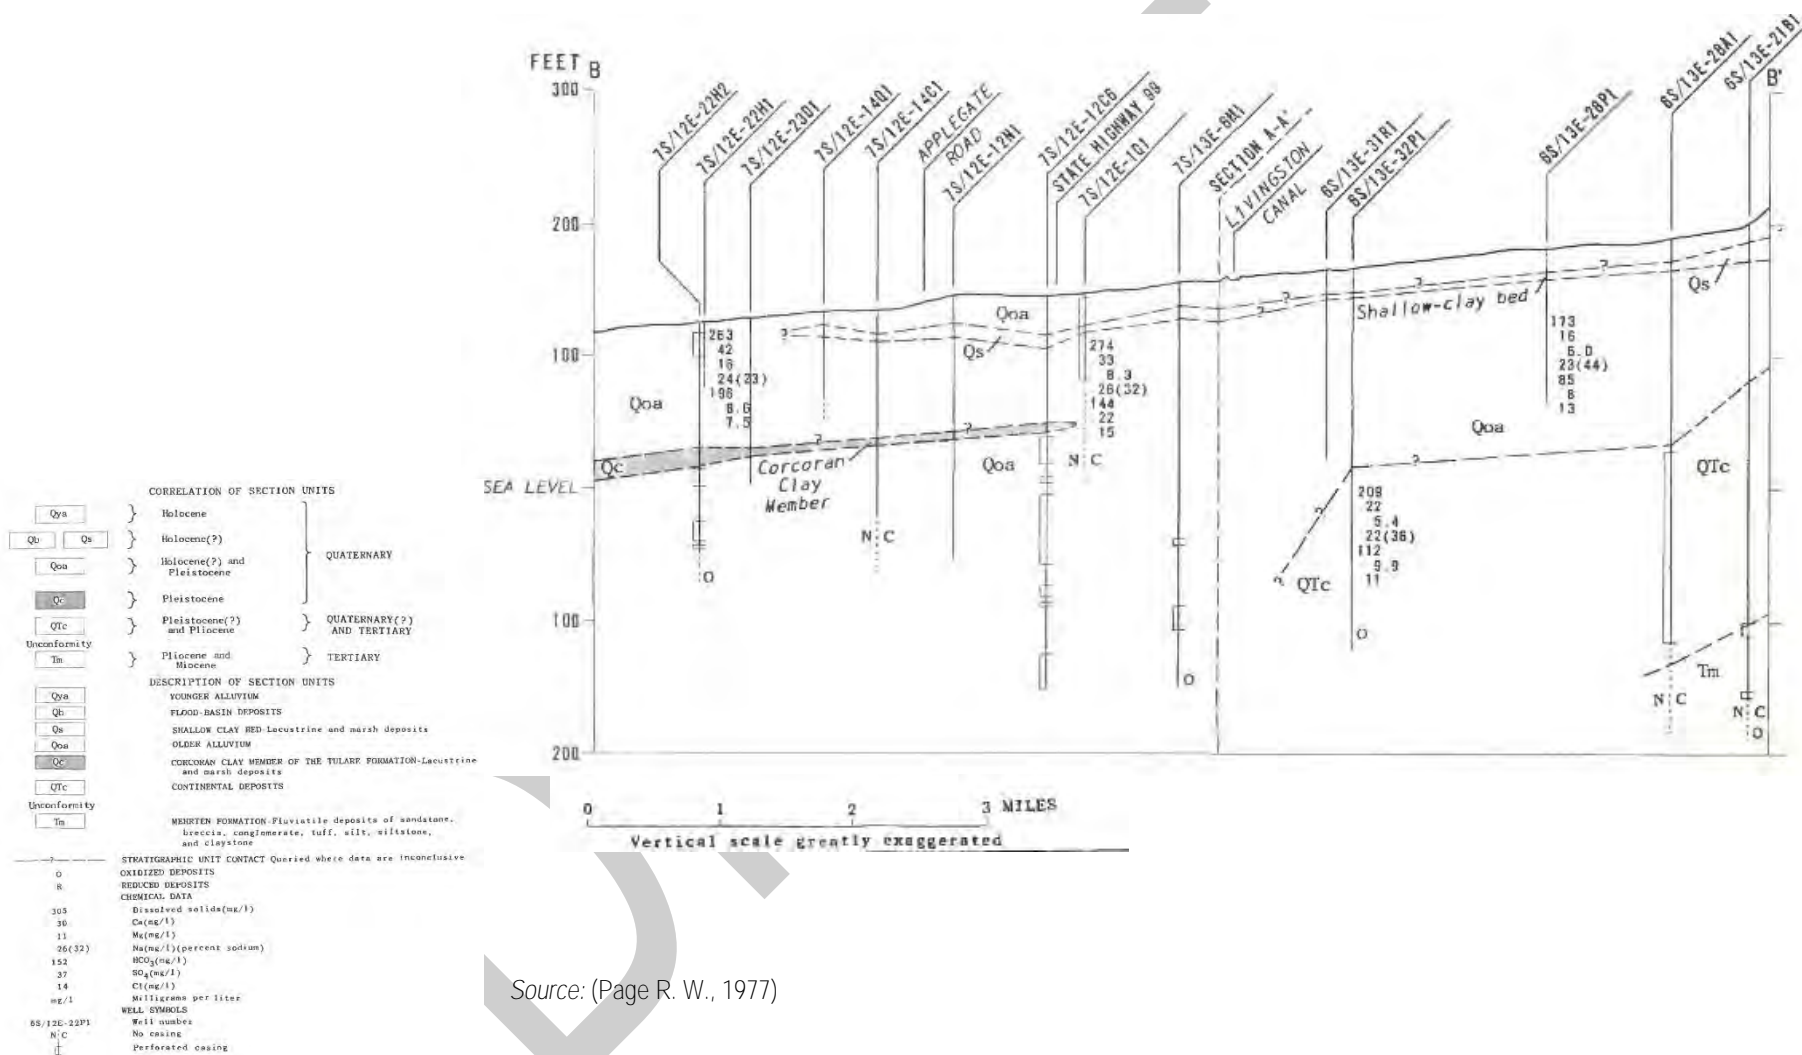 FEET B
300
200
100
SEA LEVEL
100
200
7S/12E-22H2
7S/12E-22H1
7S/12E-23D1
7S/12E-14Q1
7S/12E-14C1
APPLEGATE
ROAD
7S/12E-12N1
7S/12E-12C6
STATE HIGHWAY 99
7S/12E-1Q1
7S/13E-6M1
SECTION A-A'
LIVINGSTON
CANAL
6S/13E-31R1
6S/13E-32P1
6S/13E-28P1
6S/13E-28A1
6S/13E-21B1
B'
Qoa
Qs
Shallow-clay bed
Qs
263
42
16
24(23)
196
8.6
7.5
274
33
8.3
26(32)
144
22
15
173
16
23(44)
85
8
13
Qoa
Qoa
Qc
Corcoran
Clay
Member
Qoa
N C
N C
O
QTc
209
22
5.4
22(36)
112
9.9
11
QTc
O
O
Tm
N C
N C
O
0 1 2 3 MILES
Vertical scale greatly exaggerated
CORRELATION OF SECTION UNITS
Qya } Holocene
Qb Qs } Holocene(?)
Qoa } Holocene(?) and
Pleistocene
QUATERNARY
Qc } Pleistocene
QTc } Pleistocene(?)
and Pliocene } QUATERNARY(?)
AND TERTIARY
Unconformity
Tm } Pliocene and
Miocene } TERTIARY
DESCRIPTION OF SECTION UNITS
Qya YOUNGER ALLUVIUM
Qb FLOOD-BASIN DEPOSITS
Qs SHALLOW CLAY BED-Lacustrine and marsh deposits
Qoa OLDER ALLUVIUM
Qc CORCORAN CLAY MEMBER OF THE TULARE FORMATION-Lacustrine
and marsh deposits
QTc CONTINENTAL DEPOSITS
Unconformity
Tm MEHRTEN FORMATION-Fluviatile deposits of sandstone,
breccia, conglomerate, tuff, silt, siltstone,
and claystone
—?— STRATIGRAPHIC UNIT CONTACT-Queried where data are inconclusive
O OXIDIZED DEPOSITS
R REDUCED DEPOSITS
CHEMICAL DATA
305 Dissolved solids(mg/l)
30 Ca(mg/l)
11 Mg(mg/l)
26(32) Na(mg/l)(percent sodium)
152 HCO3(mg/l)
37 SO4(mg/l)
14 Cl(mg/l)
mg/l Milligrams per liter
WELL SYMBOLS
6S/12E-22P1 Well number
N C No casing
Perforated casing
Source: (Page R. W., 1977)